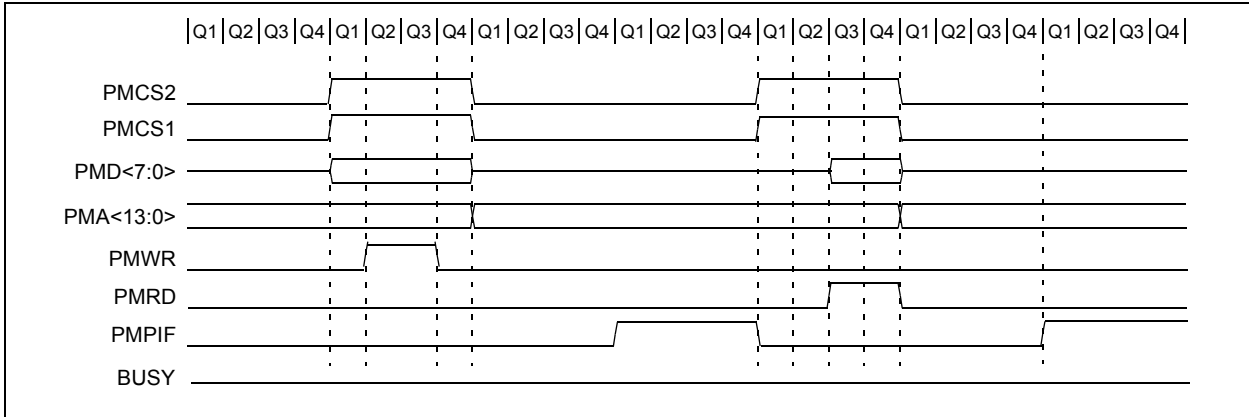 Q1 Q2 Q3 Q4 Q1 Q2 Q3 Q4 Q1 Q2 Q3 Q4 Q1 Q2 Q3 Q4 Q1 Q2 Q3 Q4 Q1 Q2 Q3 Q4 Q1 Q2 Q3 Q4
PMCS2
PMCS1
PMD<7:0>
PMA<13:0>
PMWR
PMRD
PMPIF
BUSY